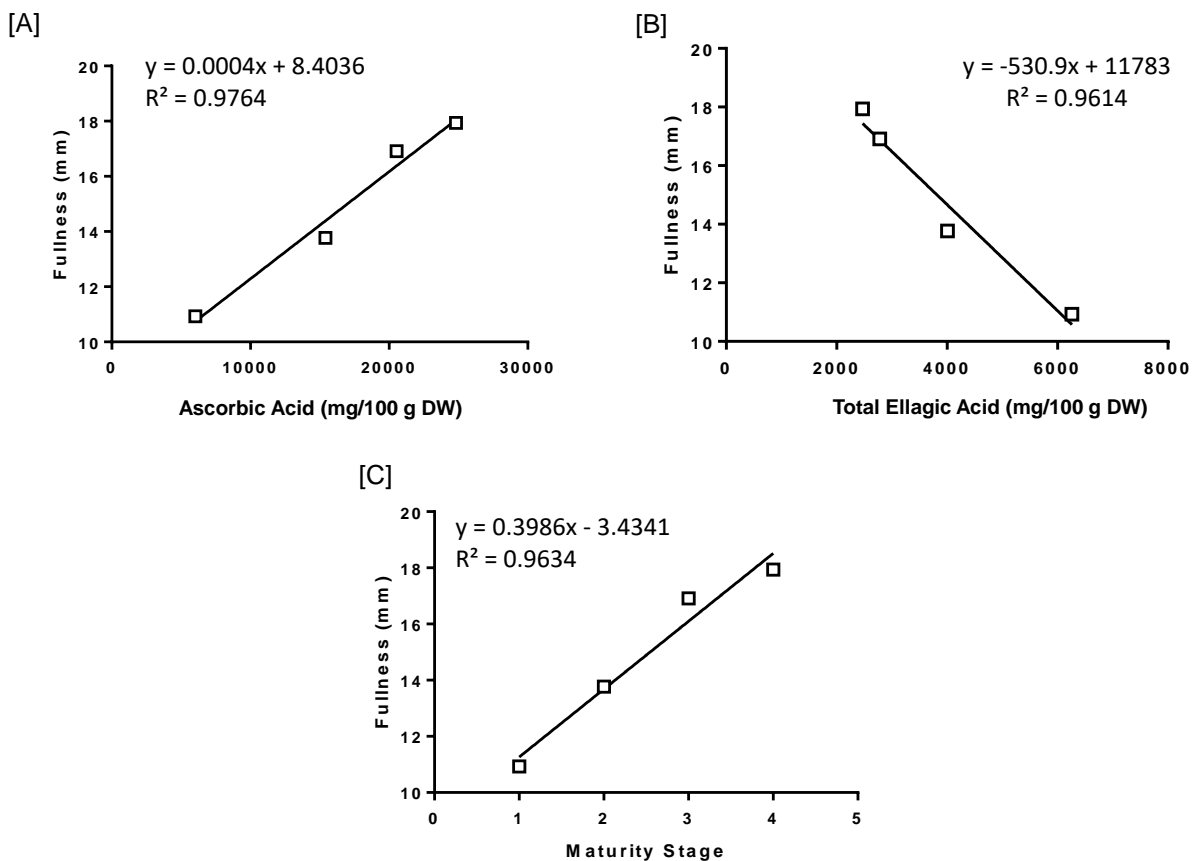 [A]
y = 0.0004x + 8.4036
R² = 0.9764
20
18
16
14
12
10
Fullness (mm)
0 10000 20000 30000
Ascorbic Acid (mg/100 g DW)
[B]
y = -530.9x + 11783
R² = 0.9614
20
18
16
14
12
10
Fullness (mm)
0 2000 4000 6000 8000
Total Ellagic Acid (mg/100 g DW)
[C]
y = 0.3986x - 3.4341
R² = 0.9634
20
18
16
14
12
10
Fullness (mm)
0 1 2 3 4 5
Maturity Stage